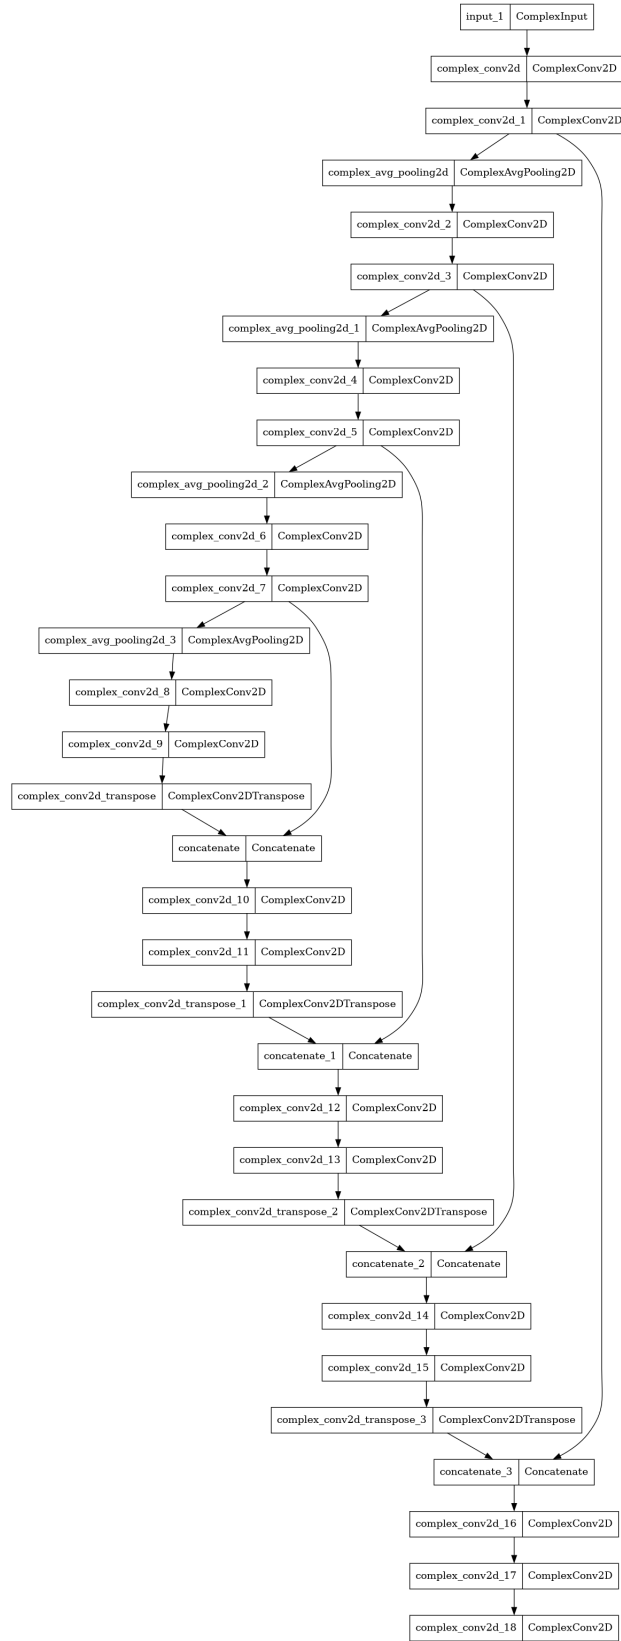 input_1 ComplexInput
complex_conv2d ComplexConv2D
complex_conv2d_1 ComplexConv2D
complex_avg_pooling2d ComplexAvgPooling2D
complex_conv2d_2 ComplexConv2D
complex_conv2d_3 ComplexConv2D
complex_avg_pooling2d_1 ComplexAvgPooling2D
complex_conv2d_4 ComplexConv2D
complex_conv2d_5 ComplexConv2D
complex_avg_pooling2d_2 ComplexAvgPooling2D
complex_conv2d_6 ComplexConv2D
complex_conv2d_7 ComplexConv2D
complex_avg_pooling2d_3 ComplexAvgPooling2D
complex_conv2d_8 ComplexConv2D
complex_conv2d_9 ComplexConv2D
complex_conv2d_transpose ComplexConv2DTranspose
concatenate Concatenate
complex_conv2d_10 ComplexConv2D
complex_conv2d_11 ComplexConv2D
complex_conv2d_transpose_1 ComplexConv2DTranspose
concatenate_1 Concatenate
complex_conv2d_12 ComplexConv2D
complex_conv2d_13 ComplexConv2D
complex_conv2d_transpose_2 ComplexConv2DTranspose
concatenate_2 Concatenate
complex_conv2d_14 ComplexConv2D
complex_conv2d_15 ComplexConv2D
complex_conv2d_transpose_3 ComplexConv2DTranspose
concatenate_3 Concatenate
complex_conv2d_16 ComplexConv2D
complex_conv2d_17 ComplexConv2D
complex_conv2d_18 ComplexConv2D